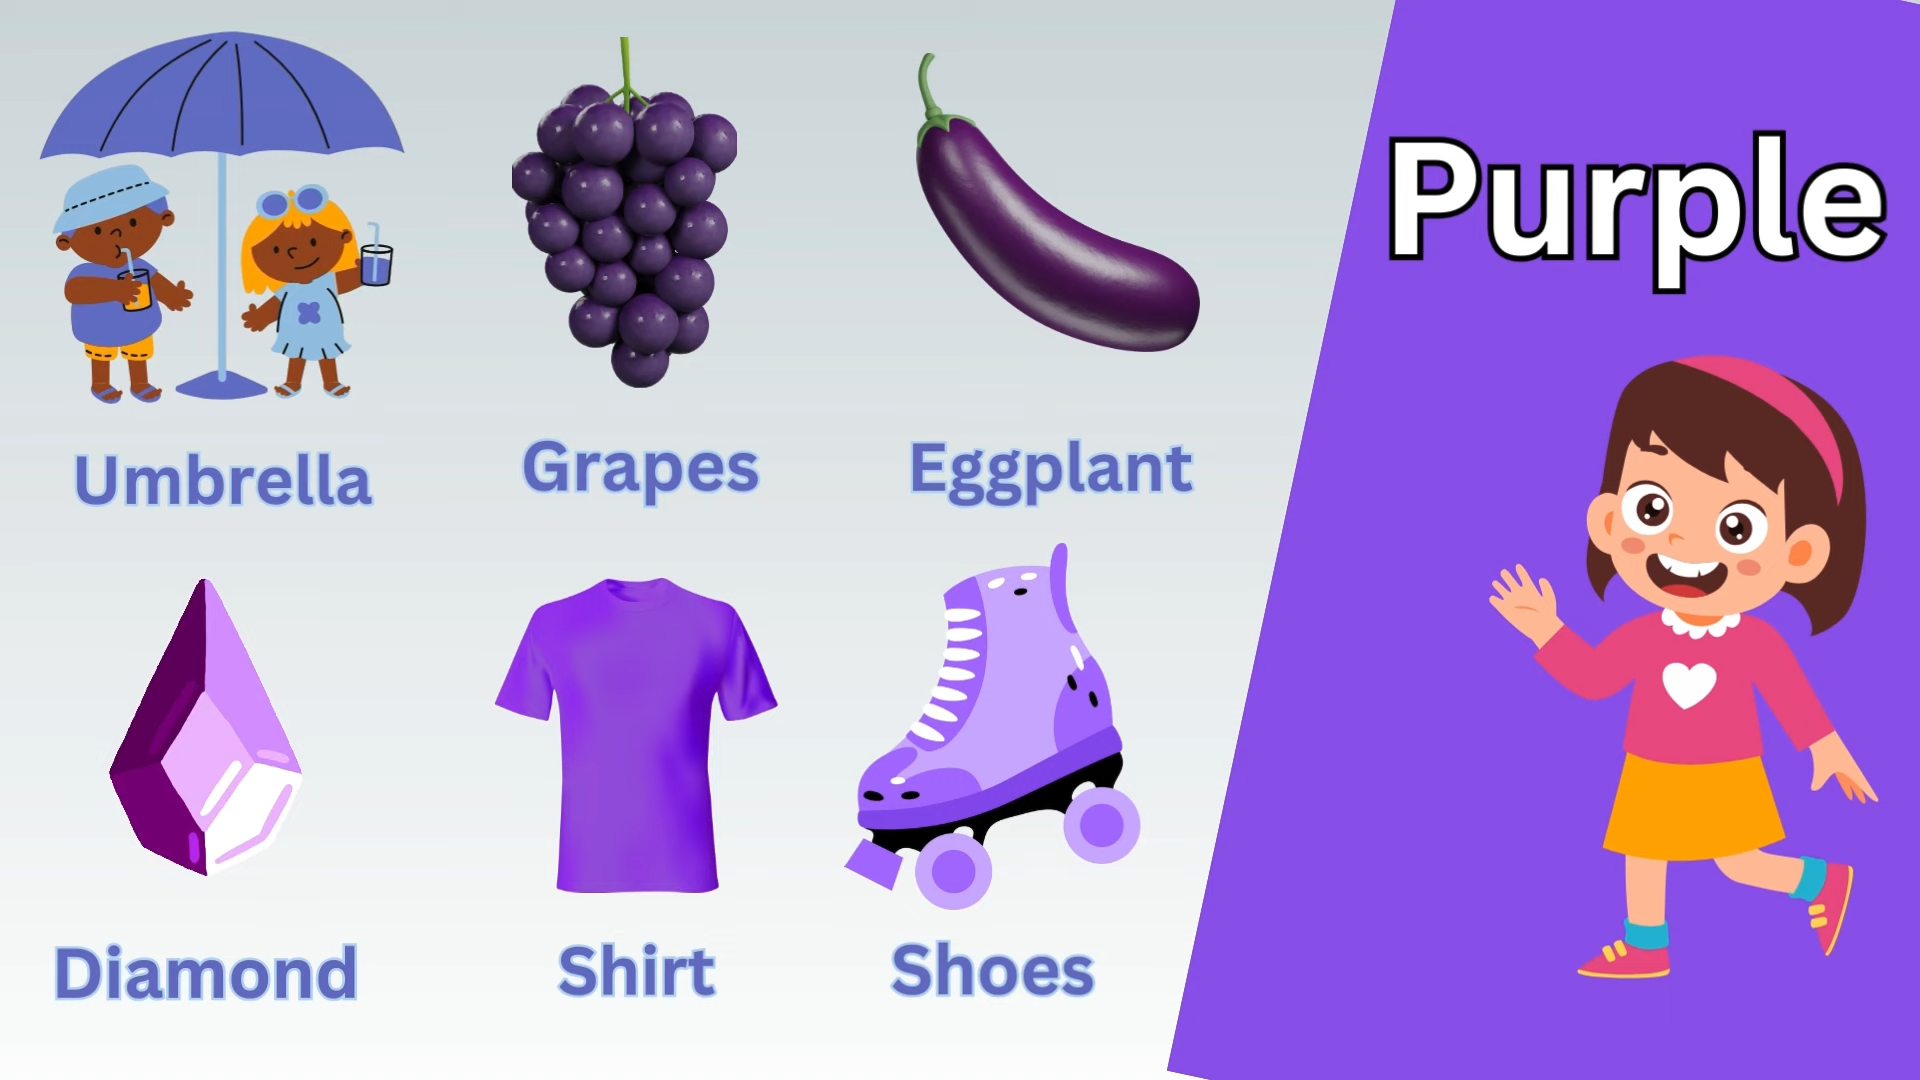 Purple
Umbrella
Grapes
Eggplant
Diamond
Shirt
Shoes